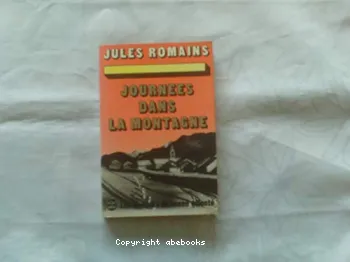 JULES ROMAINS
JOURNEES
DANS
LA MONTAGNE
Copyright abebooks